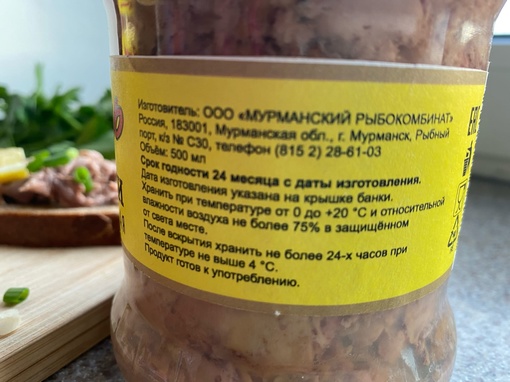 Изготовитель: ООО «МУРМАНСКИЙ РЫБОКОМБИНАТ»
Россия, 183001, Мурманская обл., г. Мурманск, Рыбный
порт, к/з № С30, телефон (815 2) 28-61-03
Объём: 500 мл
Срок годности 24 месяца с даты изготовления.
Дата изготовления указана на крышке банки.
Хранить при температуре от 0 до +20 °С и относительной
влажности воздуха не более 75% в защищённом
от света месте.
После вскрытия хранить не более 24-х часов при
температуре не выше 4 °С.
Продукт готов к употреблению.